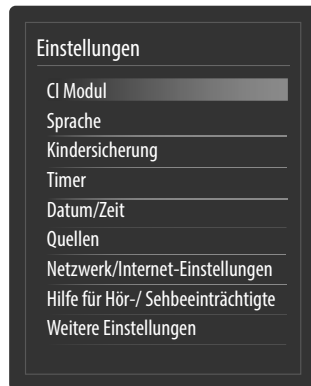 Einstellungen
CI Modul
Sprache
Kindersicherung
Timer
Datum/Zeit
Quellen
Netzwerk/Internet-Einstellungen
Hilfe für Hör-/ Sehbeeinträchtigte
Weitere Einstellungen